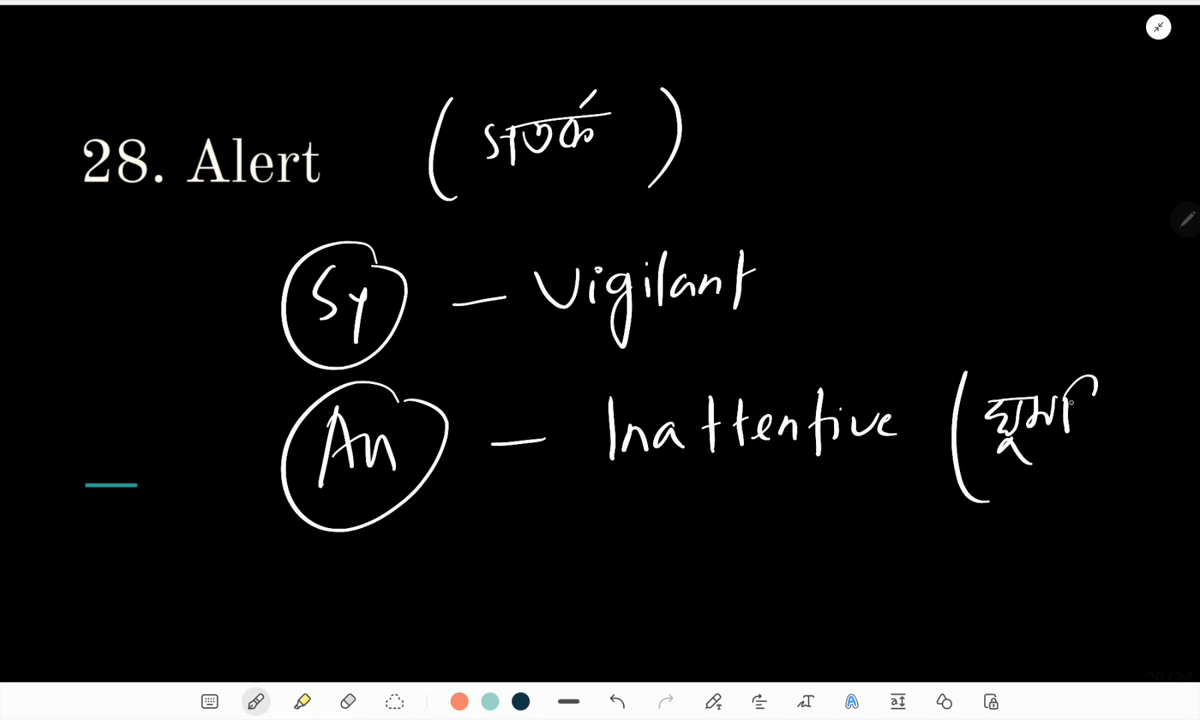 28. Alert (সতর্ক)
Sy — Vigilant
An — Inattentive (